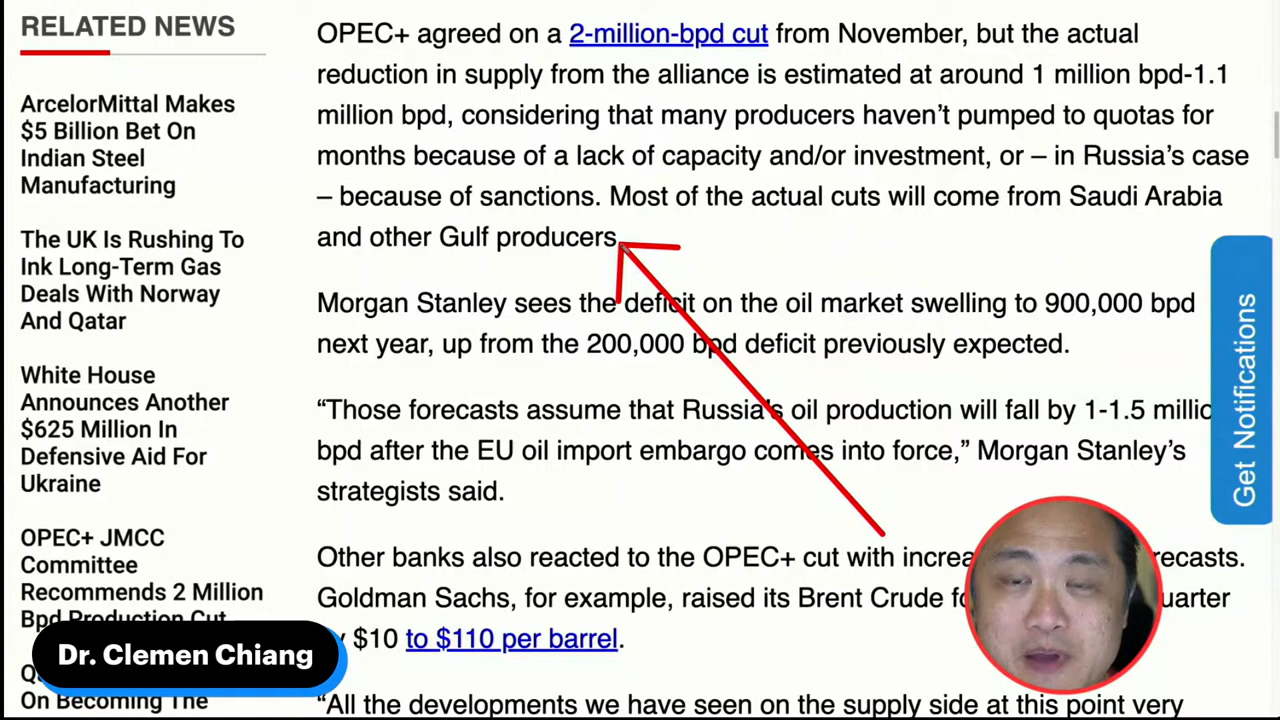 RELATED NEWS
ArcelorMittal Makes
$5 Billion Bet On
Indian Steel
Manufacturing
The UK Is Rushing To
Ink Long-Term Gas
Deals With Norway
And Qatar
White House
Announces Another
$625 Million In
Defensive Aid For
Ukraine
OPEC+ JMCC
Committee
Recommends 2 Million
Bpd Production Cut
On Becoming The
OPEC+ agreed on a 2-million-bpd cut from November, but the actual
reduction in supply from the alliance is estimated at around 1 million bpd-1.1
million bpd, considering that many producers haven’t pumped to quotas for
months because of a lack of capacity and/or investment, or – in Russia’s case
– because of sanctions. Most of the actual cuts will come from Saudi Arabia
and other Gulf producers
Morgan Stanley sees the deficit on the oil market swelling to 900,000 bpd
next year, up from the 200,000 bpd deficit previously expected.
“Those forecasts assume that Russia’s oil production will fall by 1-1.5 millio
bpd after the EU oil import embargo comes into force,” Morgan Stanley’s
strategists said.
Other banks also reacted to the OPEC+ cut with
Goldman Sachs, for example, raised its Brent Crude
$10 to $110 per barrel.
“All the developments we have seen on the supply side at this point very
Get Notifications
Dr. Clemen Chiang